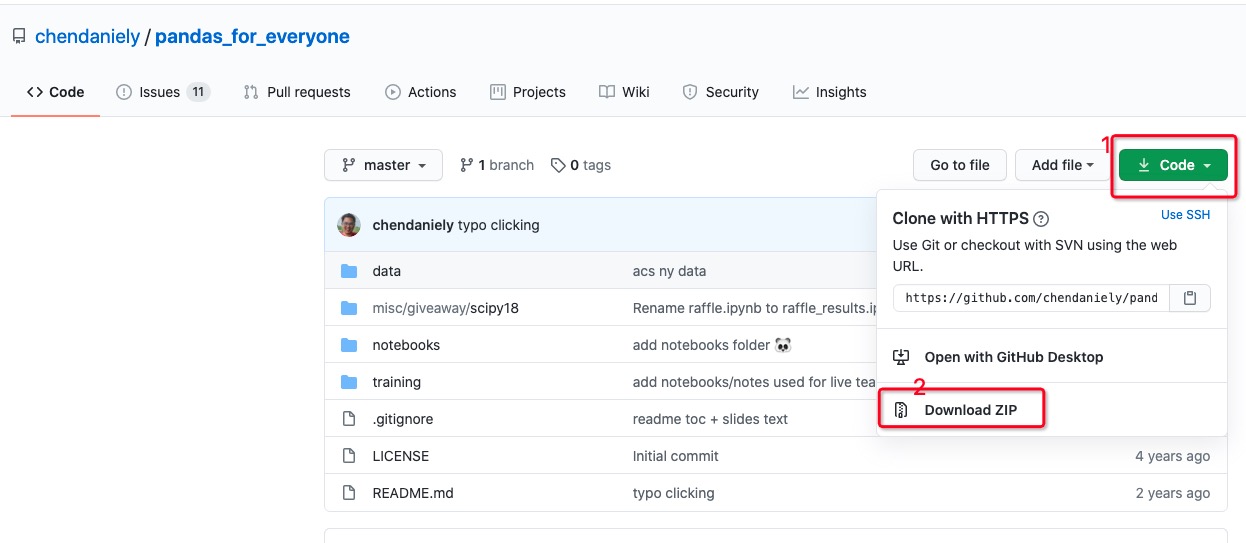 chendaniely / pandas_for_everyone
Code Issues 11 Pull requests Actions Projects Wiki Security Insights
1
master 1 branch 0 tags Go to file Add file Code
Clone with HTTPS Use SSH
Use Git or checkout with SVN using the web
URL.
https://github.com/chendaniely/pand
Open with GitHub Desktop
2
Download ZIP
chendaniely typo clicking
data acs ny data
misc/giveaway/scipy18 Rename raffle.ipynb to raffle_results.ip
notebooks add notebooks folder 🐼
training add notebooks/notes used for live tea
.gitignore readme toc + slides text
LICENSE Initial commit 4 years ago
README.md typo clicking 2 years ago